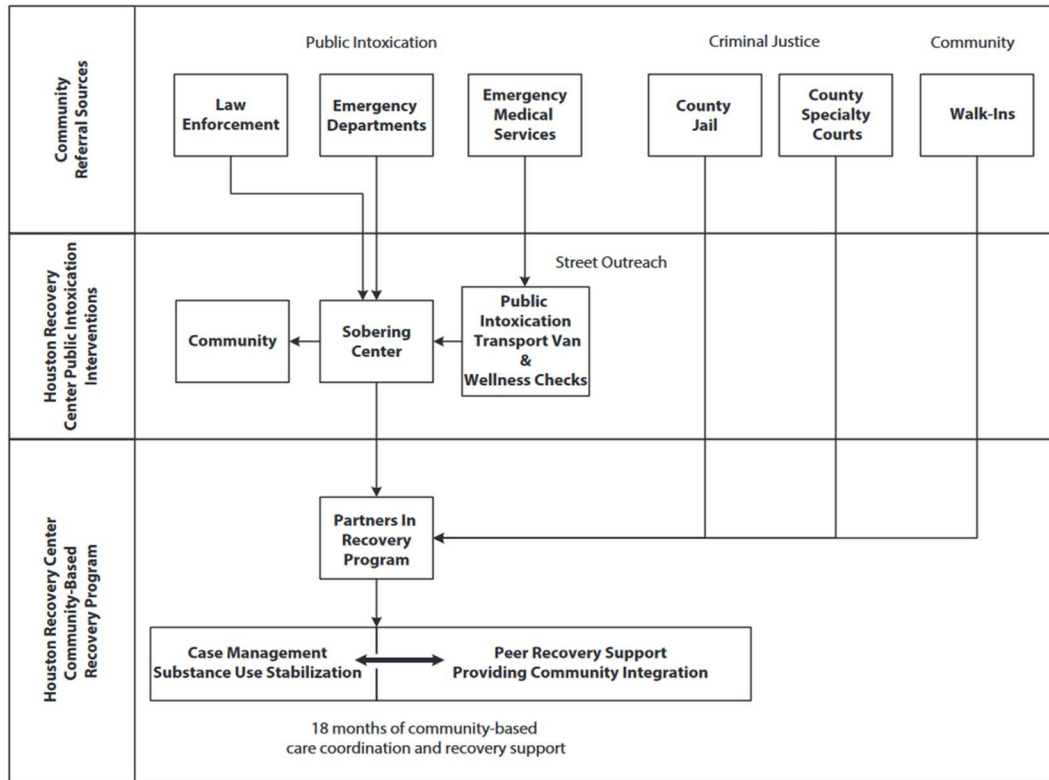 Community
Referral Sources
Public Intoxication
Criminal Justice
Community
Law
Enforcement
Emergency
Departments
Emergency
Medical
Services
County
Jail
County
Specialty
Courts
Walk-Ins
Houston Recovery
Center Public Intoxication
Interventions
Street Outreach
Community
Sobering
Center
Public
Intoxication
Transport Van
&
Wellness Checks
Houston Recovery Center
Community-Based
Recovery Program
Partners In
Recovery
Program
Case Management
Substance Use Stabilization
Peer Recovery Support
Providing Community Integration
18 months of community-based
care coordination and recovery support